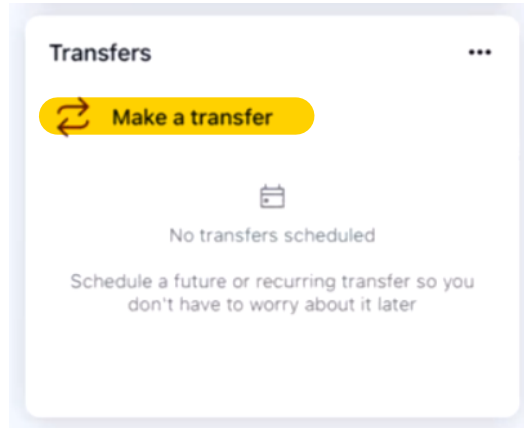 Transfers
Make a transfer
No transfers scheduled
Schedule a future or recurring transfer so you
don't have to worry about it later